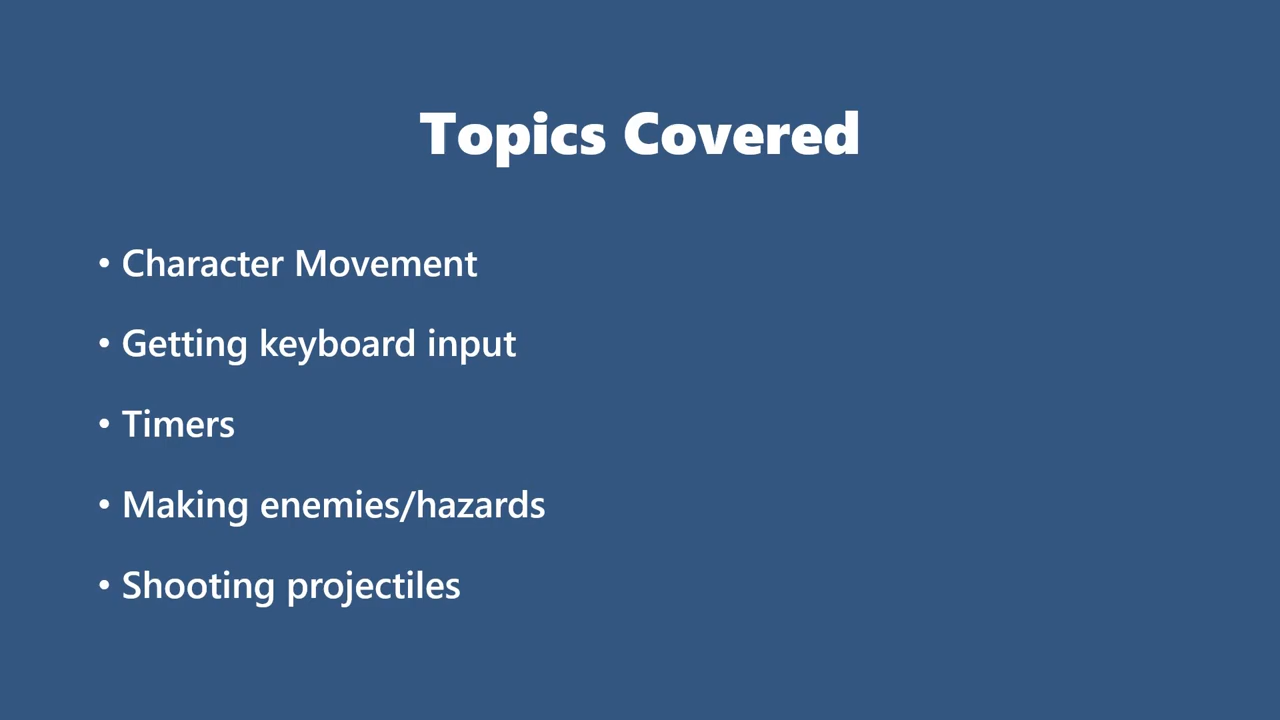 Topics Covered
• Character Movement
• Getting keyboard input
• Timers
• Making enemies/hazards
• Shooting projectiles